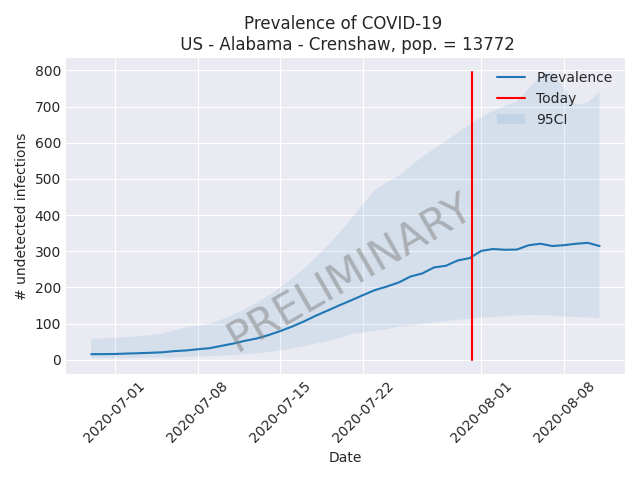 Prevalence of COVID-19
US - Alabama - Crenshaw, pop. = 13772
800
700
600
500
400
300
200
100
0
# undetected infections
Prevalence
Today
95CI
PRELIMINARY
2020-07-01
2020-07-08
2020-07-15
2020-07-22
2020-08-01
2020-08-08
Date